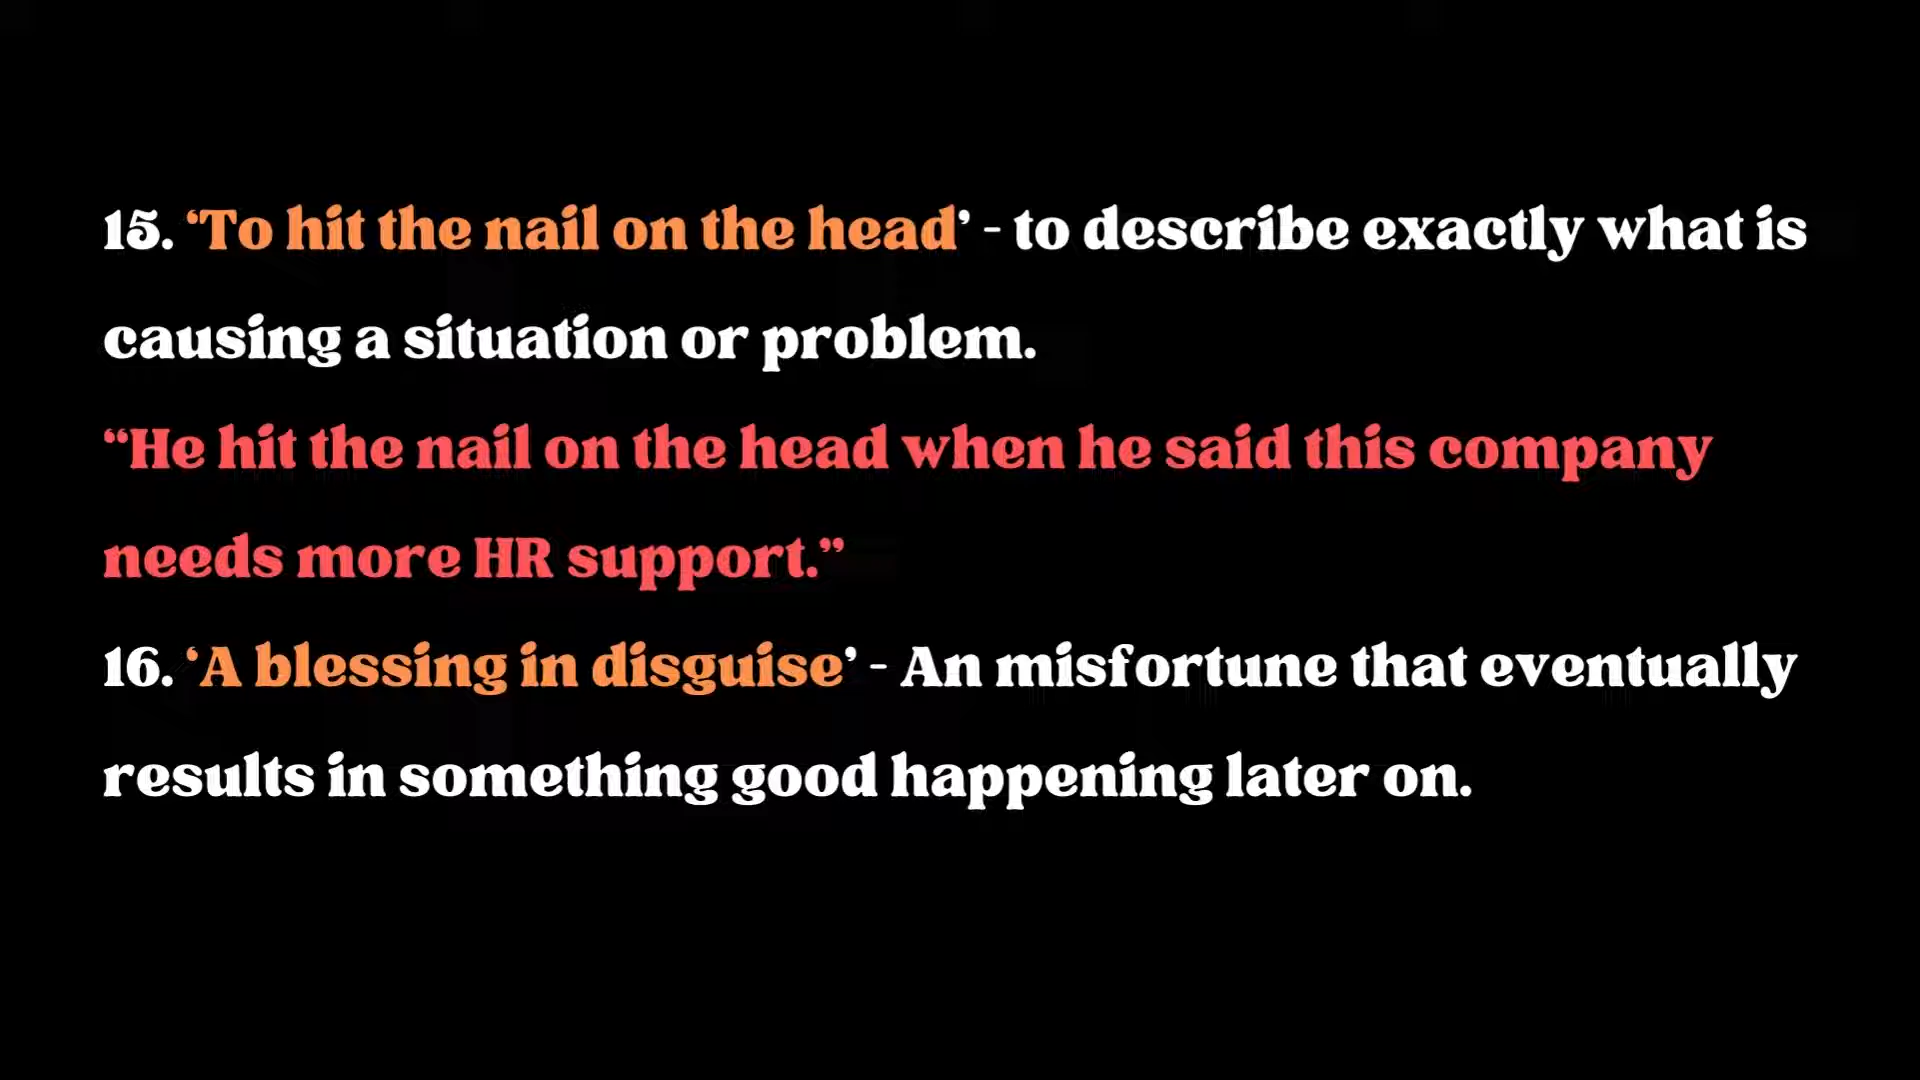 15. ‘To hit the nail on the head’ - to describe exactly what is
causing a situation or problem.
“He hit the nail on the head when he said this company
needs more HR support.”
16. ‘A blessing in disguise’ - An misfortune that eventually
results in something good happening later on.